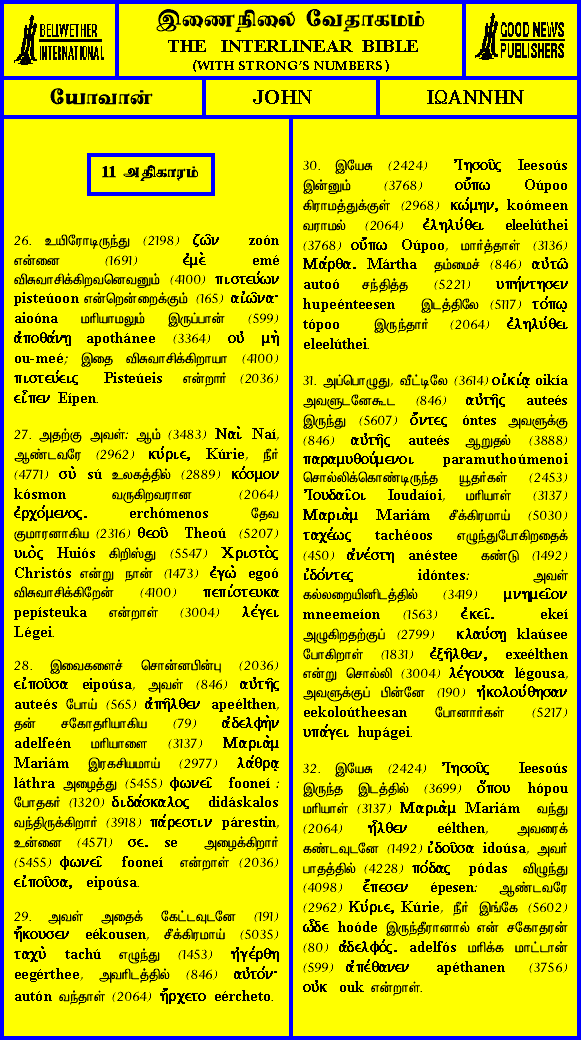 BELLWETHER
INTERNATIONAL
இணைநிலை வேதாகமம்
THE INTERLINEAR BIBLE
(WITH STRONG'S NUMBERS)
GOOD NEWS
PUBLISHERS
யோவான்
JOHN
ΙΩΑΝΝΗΝ
11 அதிகாரம்
26. உயிரோடிருந்து (2198) ζῶν zoón
என்னை (1691) ἐμὲ emé
விசுவாசிக்கிறவனெவனும் (4100) πιστεύων
pisteúoon என்றென்றைக்கும் (165) αἰῶνα·
aioóna மரியாமலும் இருப்பான் (599)
ἀποθάνῃ apothánee (3364) οὐ μὴ
ou-meé; இதை விசுவாசிக்கிறாயா (4100)
πιστεύεις Pisteúeis என்றார் (2036)
εἶπεν Eípen.
27. அதற்கு அவள்: ஆம் (3483) Ναὶ Naí,
ஆண்டவரே (2962) κύριε, Kúrie, நீர்
(4771) σὺ sú உலகத்தில் (2889) κόσμον
kósmon வருகிறவரான (2064)
ἐρχόμενος. erchómenos தேவ
குமாரனாகிய (2316) θεοῦ Theoú (5207)
υἱὸς Huiós கிறிஸ்து (5547) Χριστὸς
Christós என்று நான் (1473) ἐγὼ egoó
விசுவாசிக்கிறேன் (4100) πεπίστευκα
pepísteuka என்றாள் (3004) λέγει
Légei.
28. இவைகளைச் சொன்னபின்பு (2036)
εἰποῦσα eipoúsa, அவள் (846) αὐτῆς
auteés போய் (565) ἀπῆλθεν apeélthen,
தன் சகோதரியாகிய (79) ἀδελφὴν
adelfeén மரியாளை (3137) Μαριὰμ
Mariám இரகசியமாய் (2977) λάθρᾳ
láthra அழைத்து (5455) φωνεῖ fooneí :
போதகர் (1320) διδάσκαλος didáskalos
வந்திருக்கிறார் (3918) πάρεστιν párestin,
உன்னை (4571) σε. se அழைக்கிறார்
(5455) φωνεῖ fooneí என்றாள் (2036)
εἰποῦσα, eipoúsa.
29. அவள் அதைக் கேட்டவுடனே (191)
ἤκουσεν eékousen, சீக்கிரமாய் (5035)
ταχὺ tachú எழுந்து (1453) ἠγέρθη
eegérthee, அவரிடத்தில் (846) αὐτόν·
autón வந்தாள் (2064) ἤρχετο eércheto.
30. இயேசு (2424) Ἰησοῦς Ieesoús
இன்னும் (3768) οὔπω Oúpoo
கிராமத்துக்குள் (2968) κώμην, koómeen
வராமல் (2064) ἐληλύθει eleelúthei
(3768) οὔπω Oúpoo, மார்த்தாள் (3136)
Μάρθα. Mártha தம்மைச் (846) αὐτῷ
autoó சந்தித்த (5221) υπήντησεν
hupeénteesen இடத்திலே (5117) τόπῳ
tópoo இருந்தார் (2064) ἐληλύθει
eleelúthei.
31. அப்பொழுது, வீட்டிலே (3614) οἰκίᾳ oikía
அவளுடனேகூட (846) αὐτῆς auteés
இருந்து (5607) ὄντες óntes அவளுக்கு
(846) αὐτῆς auteés ஆறுதல் (3888)
παραμυθούμενοι paramuthoúmenoi
சொல்லிக்கொண்டிருந்த யூதர்கள் (2453)
Ἰουδαῖοι Ioudaíoi, மரியாள் (3137)
Μαριὰμ Mariám சீக்கிரமாய் (5030)
ταχέως tachéoos எழுந்துபோகிறதைக்
(450) ἀνέστη anéstee கண்டு (1492)
ἰδόντες idóntes: அவள்
கல்லறையினிடத்தில் (3419) μνημεῖον
mneemeíon (1563) ἐκεῖ. ekeí
அழுகிறதற்குப் (2799) κλαύσῃ klaúsee
போகிறாள் (1831) ἐξῆλθεν, exeélthen
என்று சொல்லி (3004) λέγουσα légousa,
அவளுக்குப் பின்னே (190) ἠκολούθησαν
eekoloútheesan போனார்கள் (5217)
υπάγει hupágei.
32. இயேசு (2424) Ἰησοῦς Ieesoús
இருந்த இடத்தில் (3699) ὅπου hópou
மரியாள் (3137) Μαριὰμ Mariám வந்து
(2064) ἦλθεν eélthen, அவரைக்
கண்டவுடனே (1492) ἰδοῦσα idoúsa, அவர்
பாதத்தில் (4228) πόδας pódas விழுந்து
(4098) ἔπεσεν épesen: ஆண்டவரே
(2962) Κύριε, Kúrie, நீர் இங்கே (5602)
ὧδε hoóde இருந்தீரானால் என் சகோதரன்
(80) ἀδελφός. adelfós மரிக்க மாட்டான்
(599) ἀπέθανεν apéthanen (3756)
οὐκ ouk என்றாள்.